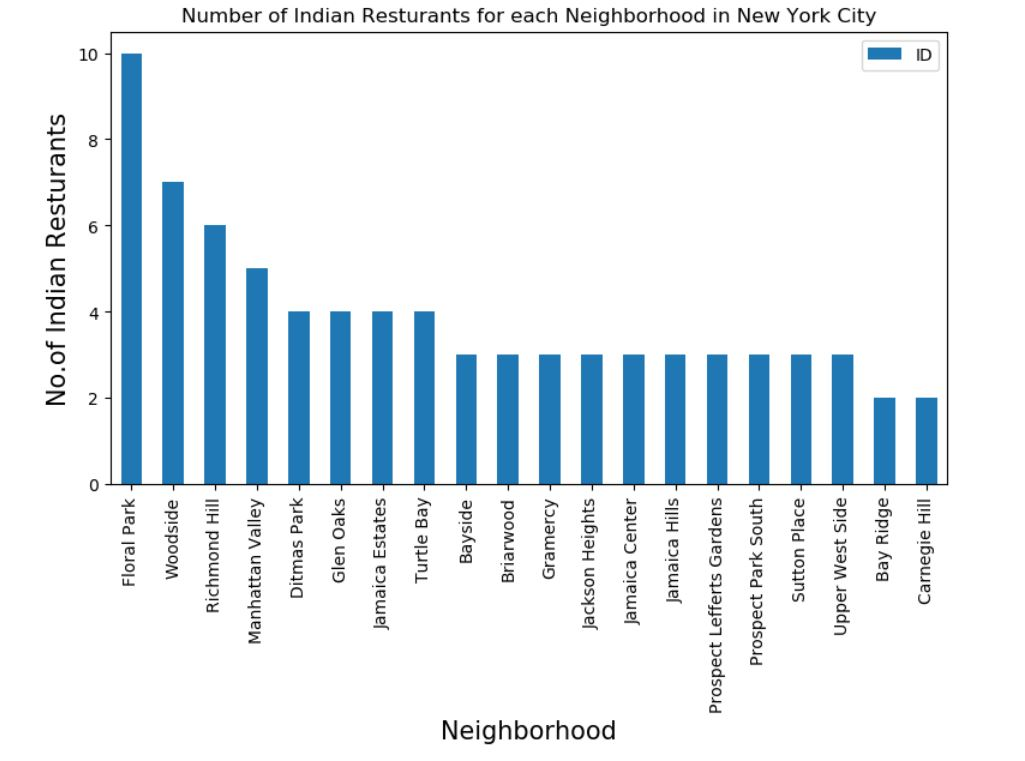 Number of Indian Resturants for each Neighborhood in New York City
ID
No.of Indian Resturants
10
8
6
4
2
0
Floral Park
Woodside
Richmond Hill
Manhattan Valley
Ditmas Park
Glen Oaks
Jamaica Estates
Turtle Bay
Bayside
Briarwood
Gramercy
Jackson Heights
Jamaica Center
Jamaica Hills
Prospect Lefferts Gardens
Prospect Park South
Sutton Place
Upper West Side
Bay Ridge
Carnegie Hill
Neighborhood